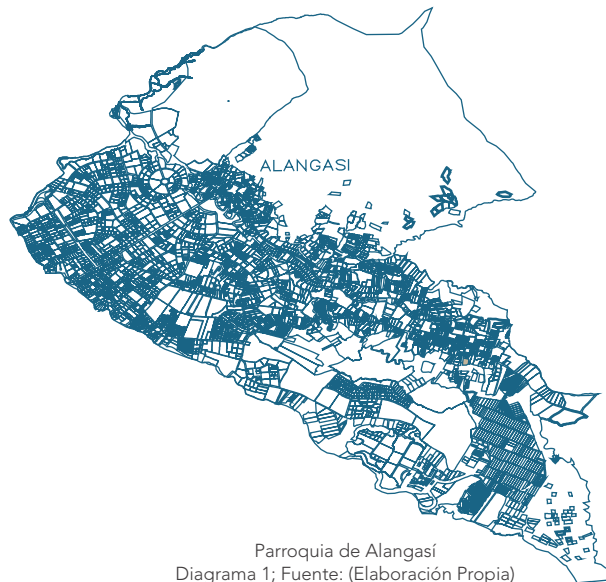 ALANGASI
Parroquia de Alangasí
Diagrama 1; Fuente: (Elaboración Propia)